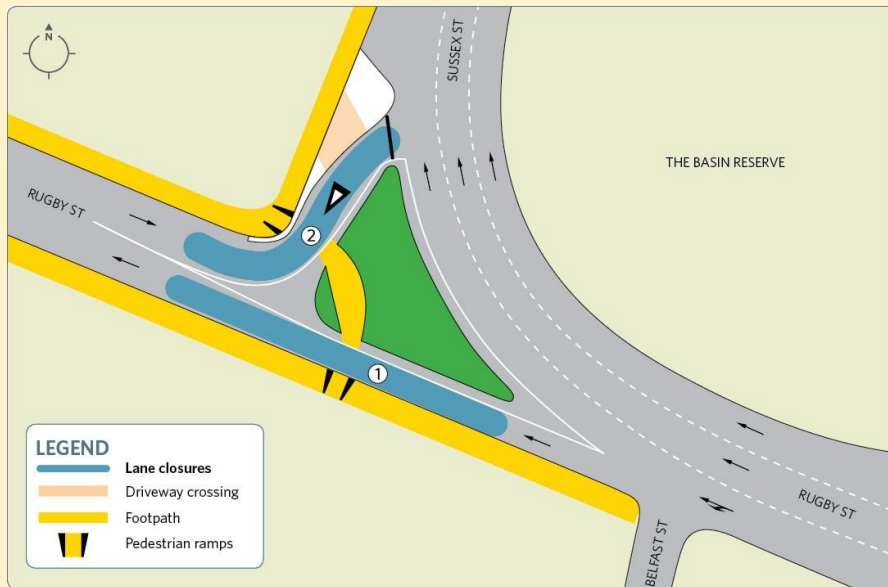 N
SUSSEX ST
THE BASIN RESERVE
RUGBY ST
2
1
LEGEND
Lane closures
Driveway crossing
Footpath
Pedestrian ramps
RUGBY ST
BELFAST ST